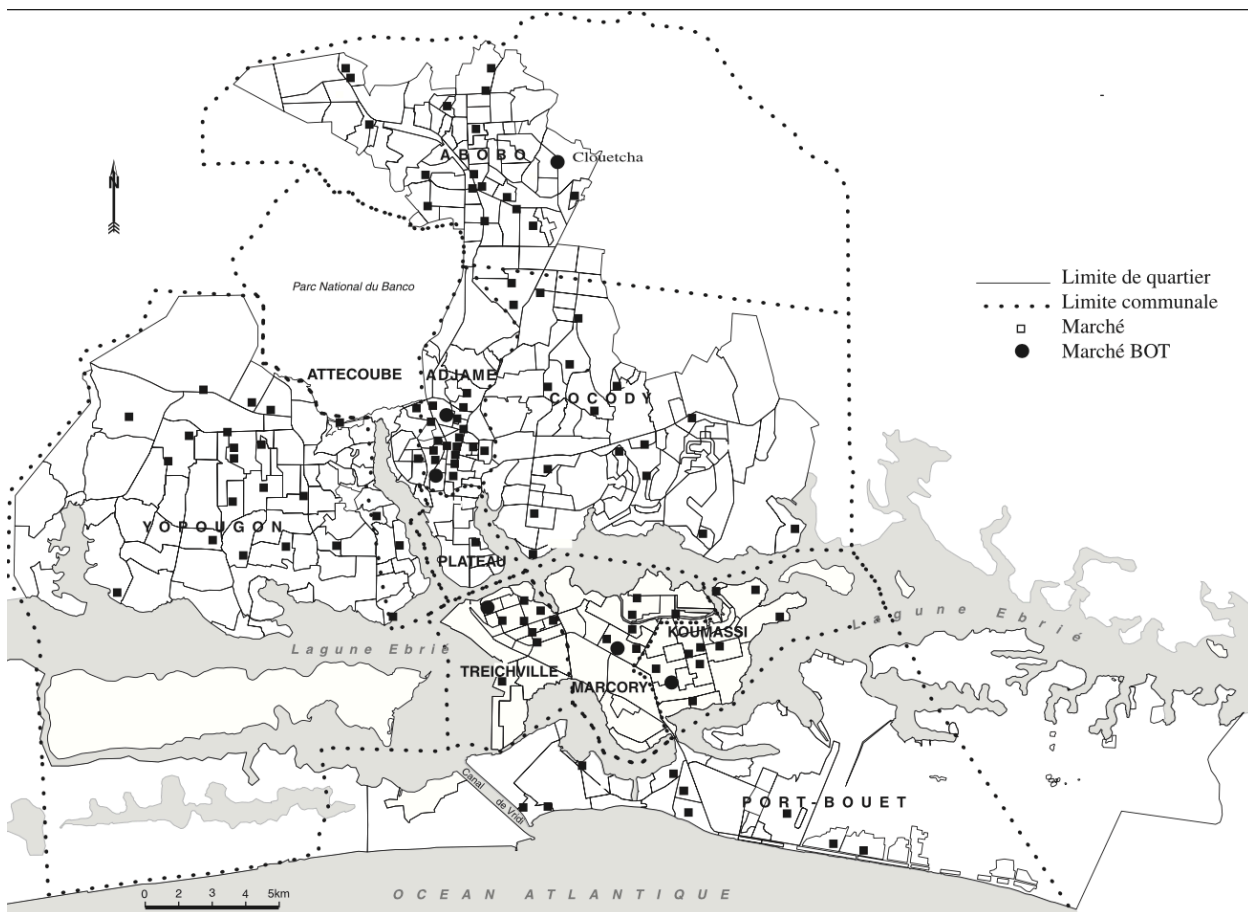 ABOBO
Clouetcha
N
Parc National du Banco
Limite de quartier
Limite communale
Marché
Marché BOT
ATTECOUBE
ADJAME
COCODY
YOPOUGON
PLATEAU
Lagune Ebrié
KOUMASSI
Lagune Ebrié
TREICHVILLE
MARCORY
Canal de Vridi
PORT-BOUET
0 2 3 4 5km
OCEAN ATLANTIQUE